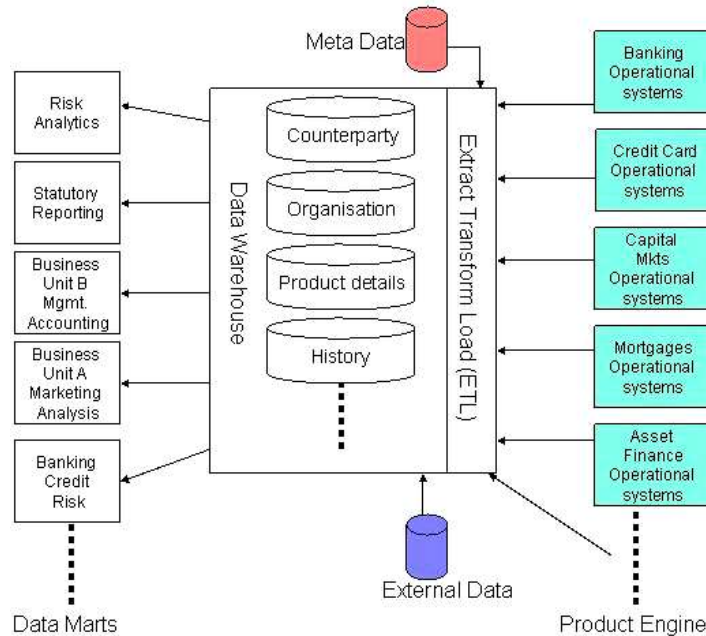 Meta Data
Risk
Analytics
Statutory
Reporting
Business
Unit B
Mgmt.
Accounting
Business
Unit A
Marketing
Analysis
Banking
Credit
Risk
Data Marts
Data Warehouse
Counterparty
Organisation
Product details
History
Extract Transform Load (ETL)
External Data
Banking
Operational
systems
Credit Card
Operational
systems
Capital
Mkts
Operational
systems
Mortgages
Operational
systems
Asset
Finance
Operational
systems
Product Engine